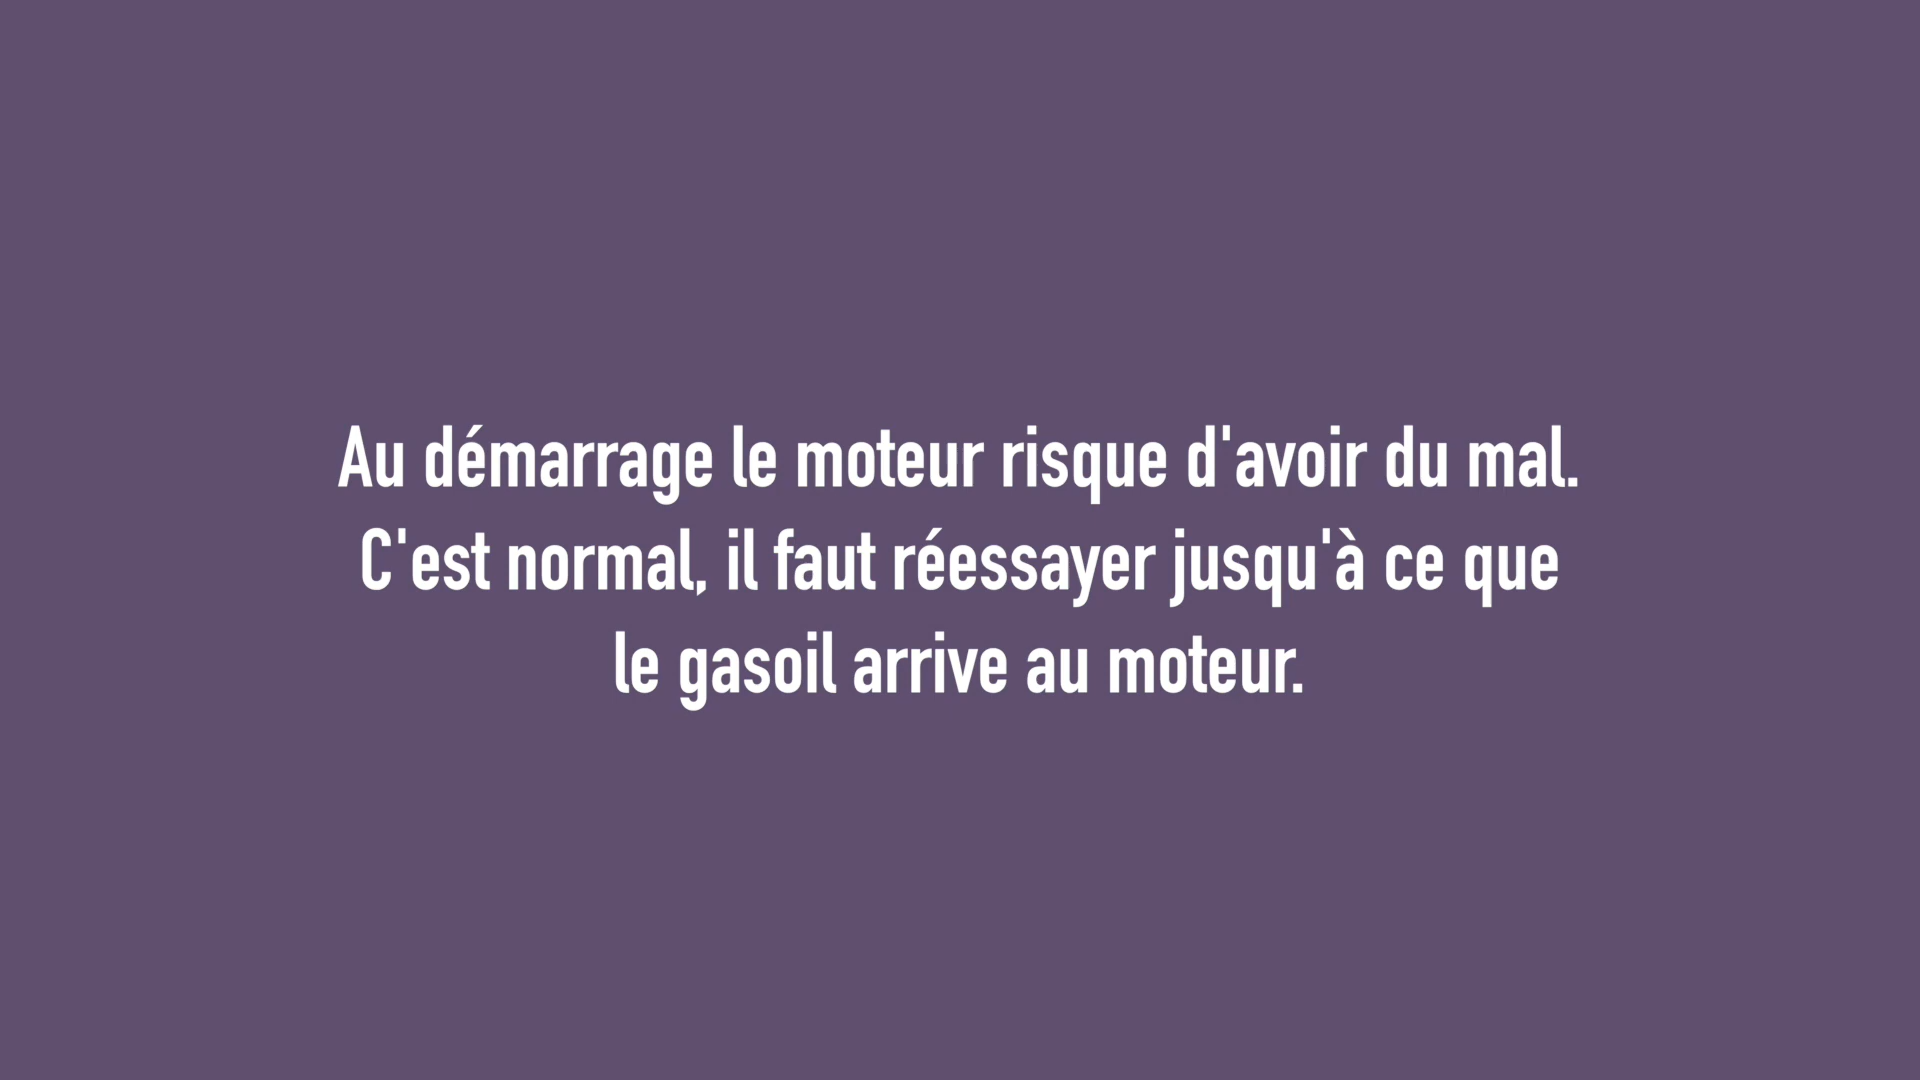 Au démarrage le moteur risque d'avoir du mal.
C'est normal, il faut réessayer jusqu'à ce que
le gasoil arrive au moteur.